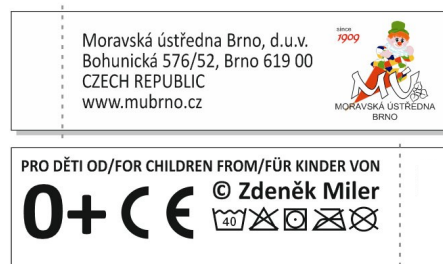 Moravská ústředna Brno, d.u.v.
Bohunická 576/52, Brno 619 00
CZECH REPUBLIC
www.mubrno.cz
since
1909
MU
MORAVSKÁ ÚSTŘEDNA
BRNO
PRO DĚTI OD/FOR CHILDREN FROM/FÜR KINDER VON
0+ CE
© Zdeněk Miler
40